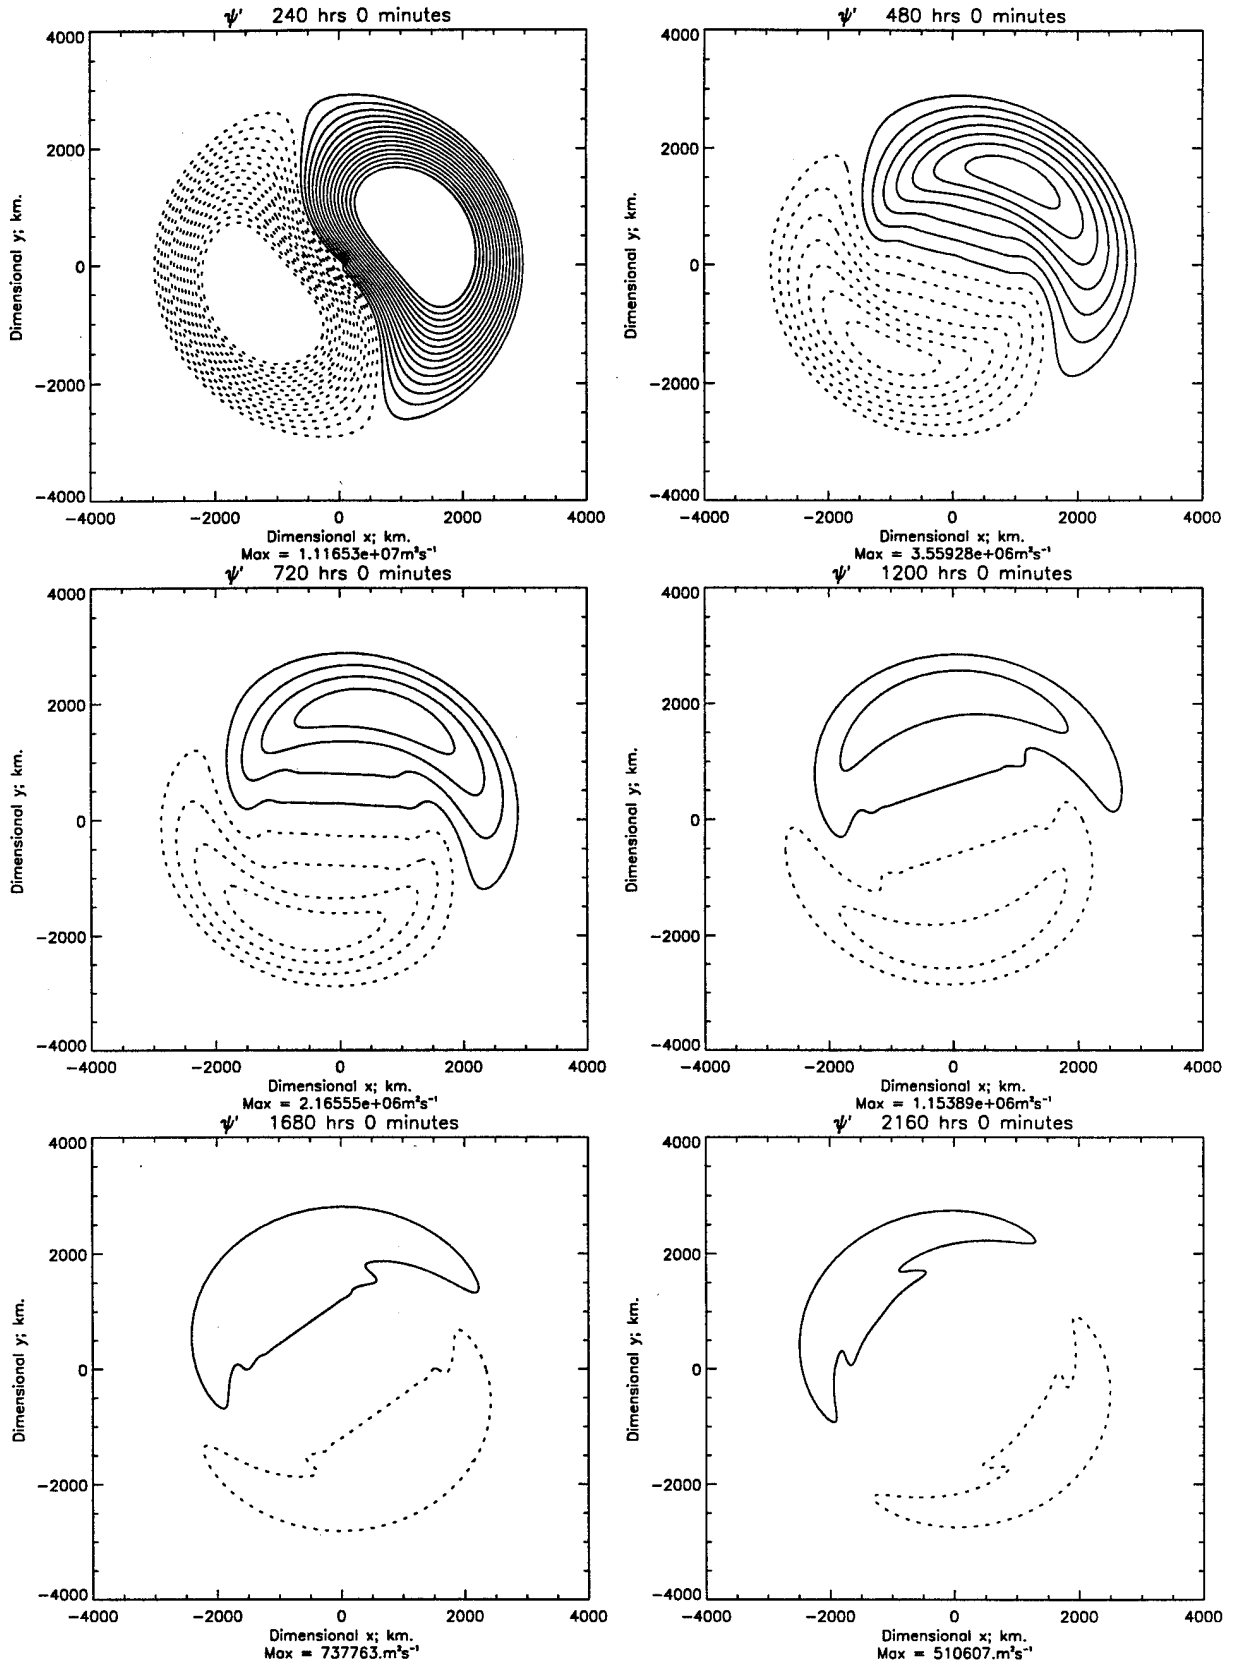 ψ' 240 hrs 0 minutes
4000
2000
0
−2000
−4000
Dimensional y; km.
−4000 −2000 0 2000 4000
Dimensional x; km.
Max = 1.11653e+07m²s⁻¹
ψ' 480 hrs 0 minutes
4000
2000
0
−2000
−4000
Dimensional y; km.
−4000 −2000 0 2000 4000
Dimensional x; km.
Max = 3.55928e+06m²s⁻¹
ψ' 720 hrs 0 minutes
4000
2000
0
−2000
−4000
Dimensional y; km.
−4000 −2000 0 2000 4000
Dimensional x; km.
Max = 2.16555e+06m²s⁻¹
ψ' 1200 hrs 0 minutes
4000
2000
0
−2000
−4000
Dimensional y; km.
−4000 −2000 0 2000 4000
Dimensional x; km.
Max = 1.15389e+06m²s⁻¹
ψ' 1680 hrs 0 minutes
4000
2000
0
−2000
−4000
Dimensional y; km.
−4000 −2000 0 2000 4000
Dimensional x; km.
Max = 737763.m²s⁻¹
ψ' 2160 hrs 0 minutes
4000
2000
0
−2000
−4000
Dimensional y; km.
−4000 −2000 0 2000 4000
Dimensional x; km.
Max = 510607.m²s⁻¹